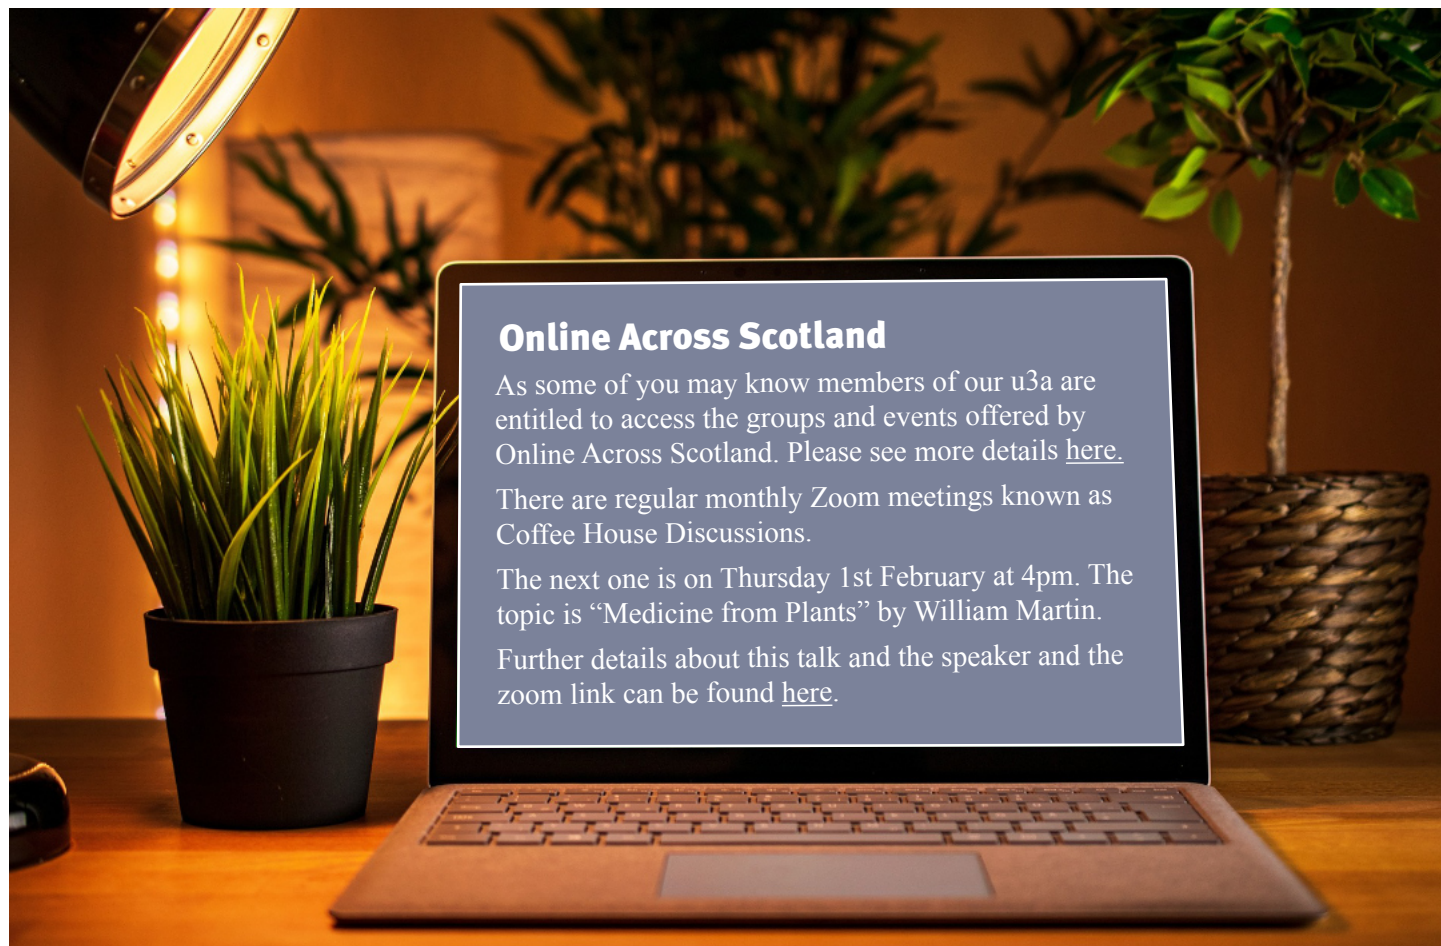 Online Across Scotland
As some of you may know members of our u3a are
entitled to access the groups and events offered by
Online Across Scotland. Please see more details here.
There are regular monthly Zoom meetings known as
Coffee House Discussions.
The next one is on Thursday 1st February at 4pm. The
topic is “Medicine from Plants” by William Martin.
Further details about this talk and the speaker and the
zoom link can be found here.